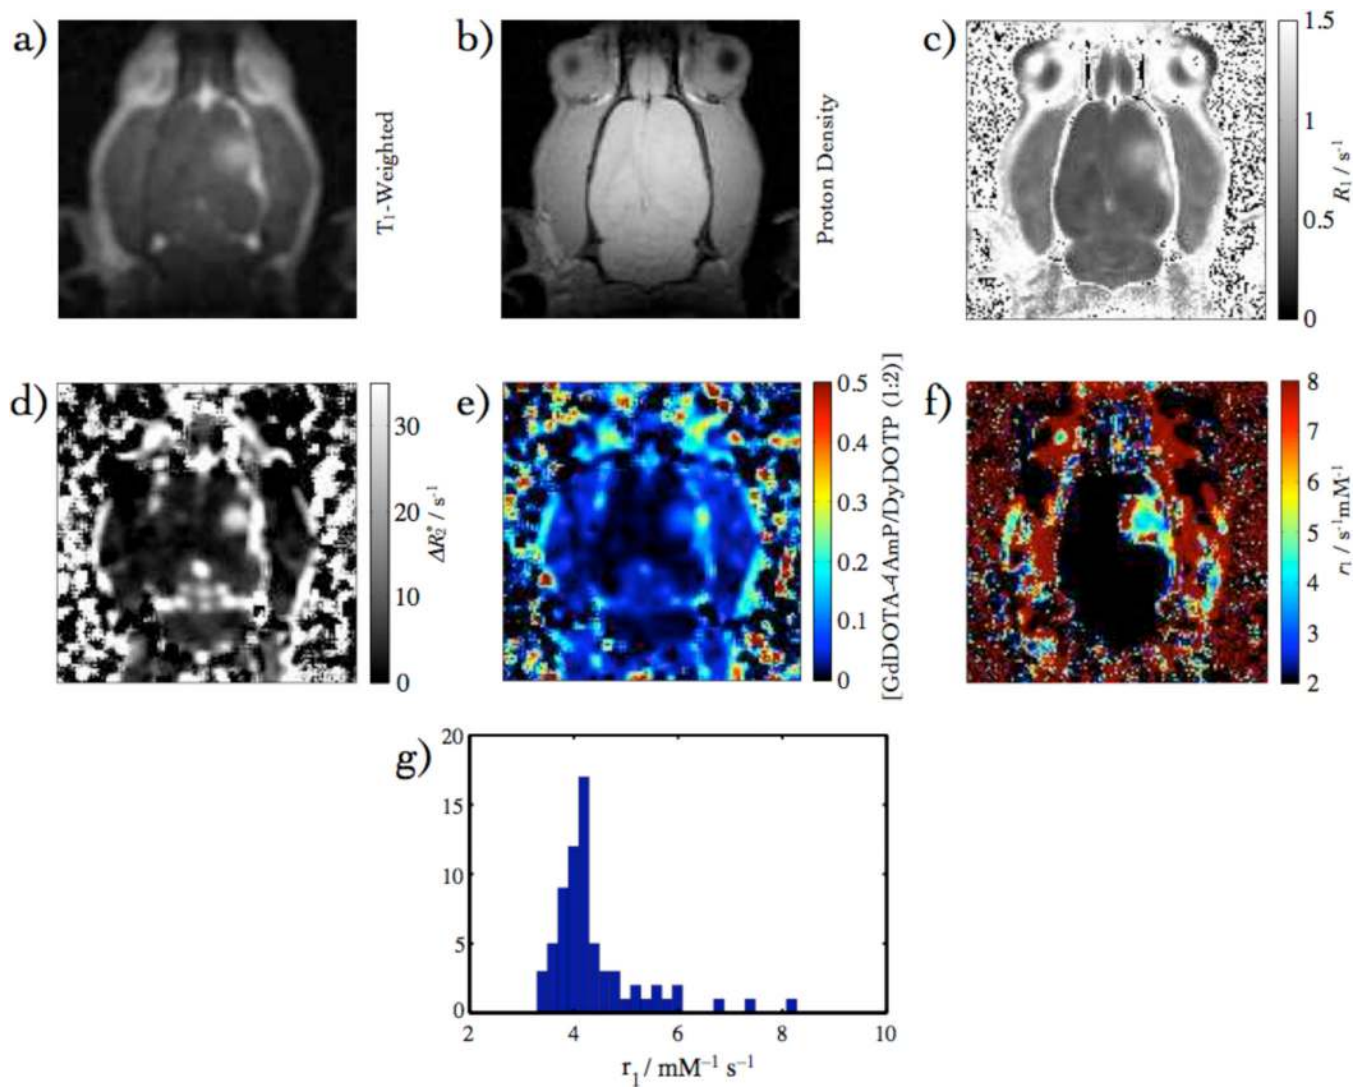 a)
T₁-Weighted
b)
Proton Density
c)
1.5
1
0.5
0
R₁ / s⁻¹
d)
30
20
10
0
ΔR₂* / s⁻¹
e)
0.5
0.4
0.3
0.2
0.1
0
[GdDOTA-4AmP/DyDOTP (1:2)]
f)
8
7
6
5
4
3
2
r₁ / s⁻¹mM⁻¹
g)
20
15
10
5
0
2 4 6 8 10
r₁ / mM⁻¹ s⁻¹